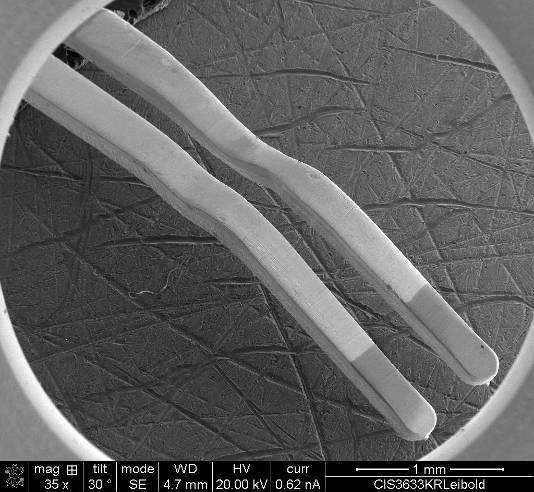 mag tilt mode WD HV curr 1 mm
35 x 30 ° SE 4.7 mm 20.00 kV 0.62 nA CIS3633KRLeibold